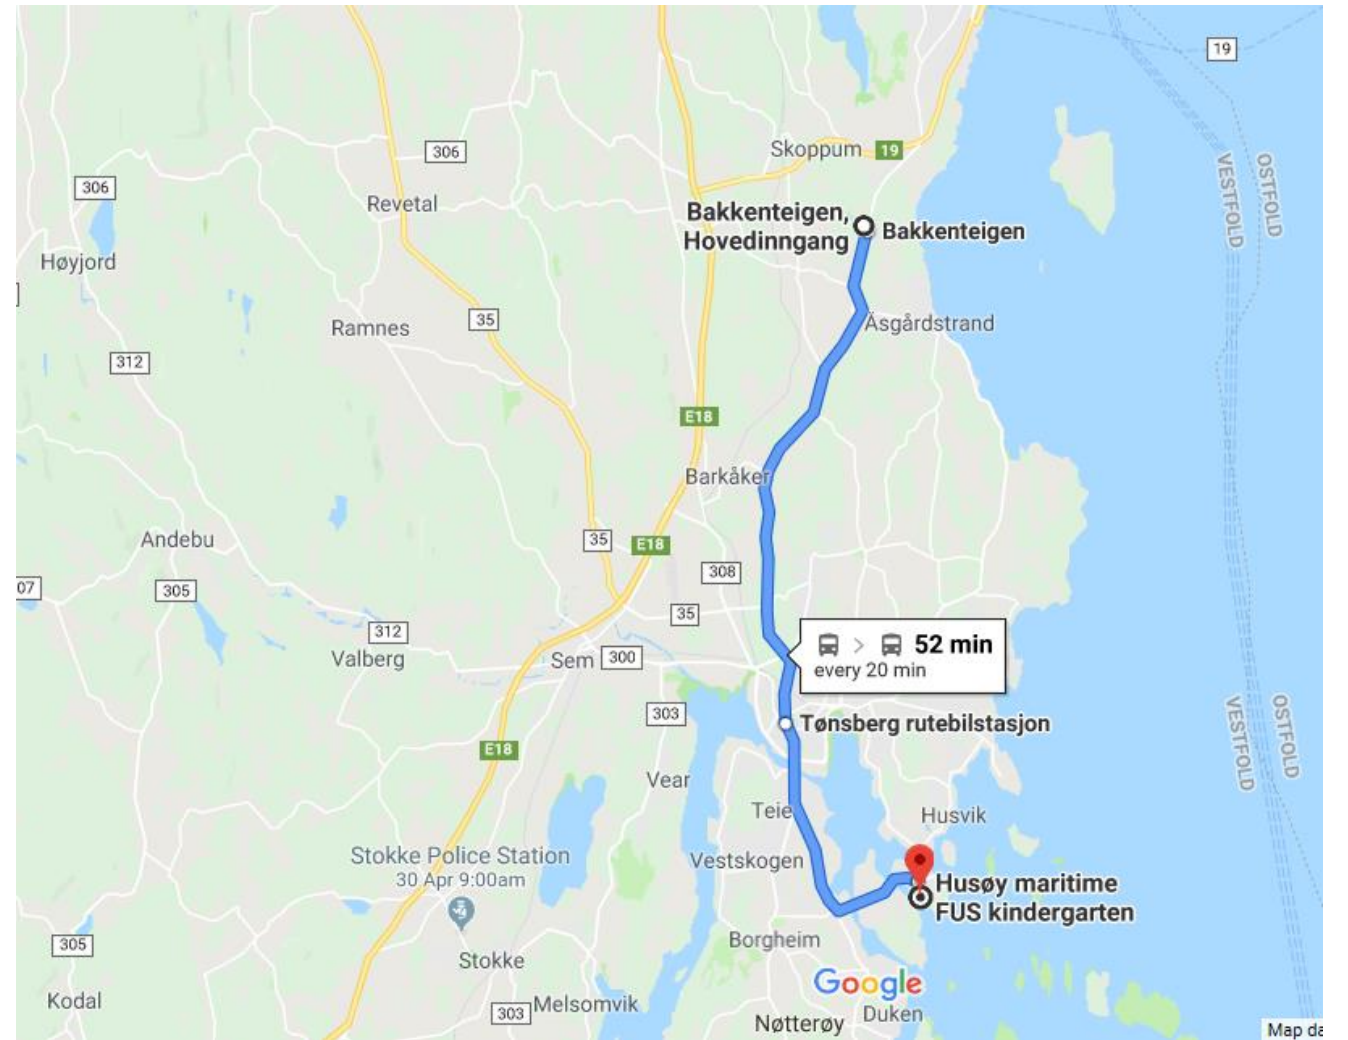 19
306
Skoppum 19
306
VESTFOLD
ØSTFOLD
Revetal
Bakkenteigen,
Hovedinngang
Bakkenteigen
Høyjord
35
Ramnes
Åsgårdstrand
312
E18
Barkåker
Andebu
35
E18
308
07
305
35
312
Valberg
Sem 300
52 min
every 20 min
303
VESTFOLD
ØSTFOLD
E18
Tønsberg rutebilstasjon
Vear
Teie
Husvik
Stokke Police Station
30 Apr 9:00am
Vestskogen
Husøy maritime
FUS kindergarten
305
Borgheim
Stokke
Google
Kodal
303
Melsomvik
Duken
Nøtterøy
Map da